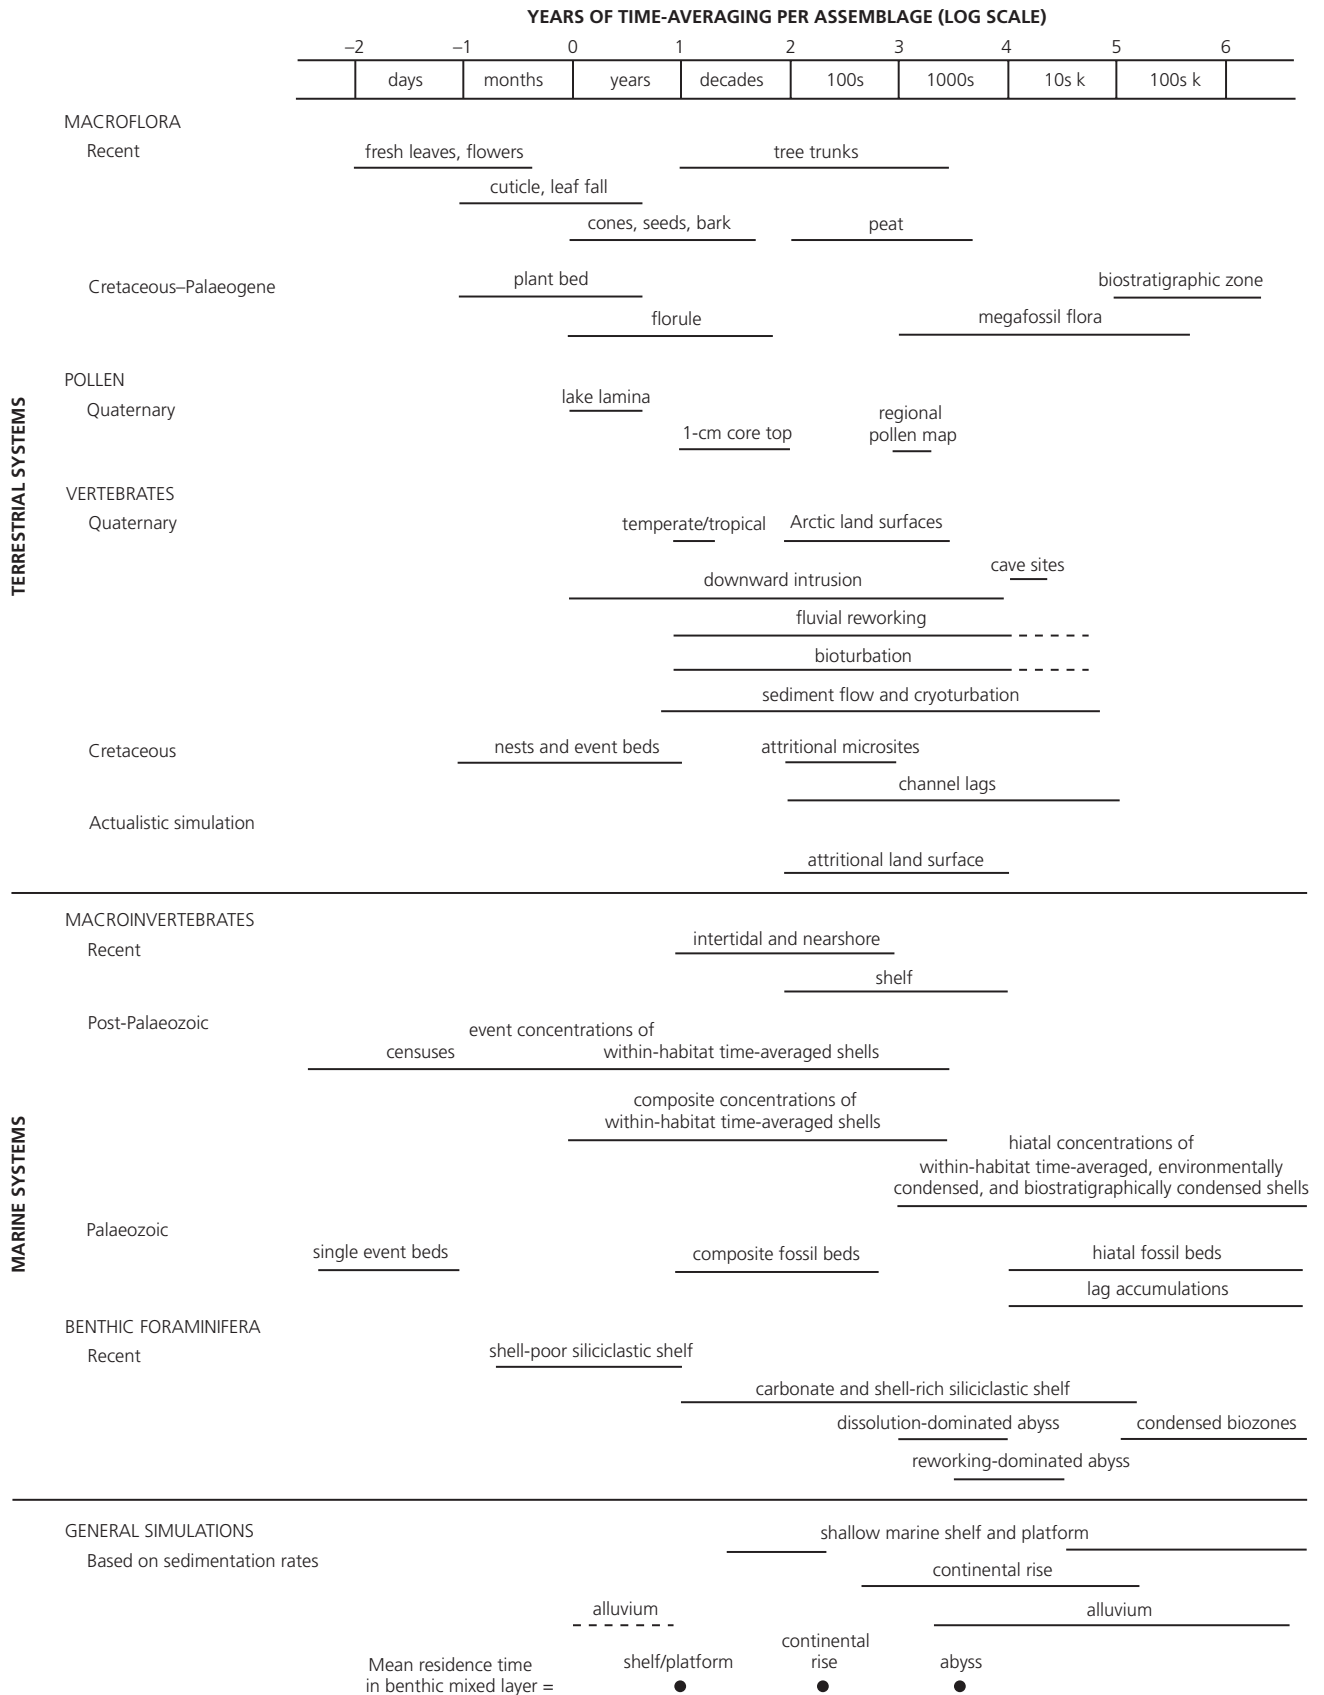 YEARS OF TIME-AVERAGING PER ASSEMBLAGE (LOG SCALE)
–2 –1 0 1 2 3 4 5 6
days months years decades 100s 1000s 10s k 100s k
TERRESTRIAL SYSTEMS
MACROFLORA
Recent fresh leaves, flowers tree trunks
cuticle, leaf fall
cones, seeds, bark peat
Cretaceous–Palaeogene plant bed biostratigraphic zone
florule megafossil flora
POLLEN
Quaternary lake lamina
regional
1-cm core top pollen map
VERTEBRATES
Quaternary temperate/tropical Arctic land surfaces
cave sites
downward intrusion
fluvial reworking
bioturbation
sediment flow and cryoturbation
Cretaceous nests and event beds attritional microsites
channel lags
Actualistic simulation
attritional land surface
MARINE SYSTEMS
MACROINVERTEBRATES
Recent intertidal and nearshore
shelf
Post-Palaeozoic
event concentrations of
censuses within-habitat time-averaged shells
composite concentrations of
within-habitat time-averaged shells
hiatal concentrations of
within-habitat time-averaged, environmentally
condensed, and biostratigraphically condensed shells
Palaeozoic
single event beds composite fossil beds hiatal fossil beds
lag accumulations
BENTHIC FORAMINIFERA
Recent shell-poor siliciclastic shelf
carbonate and shell-rich siliciclastic shelf
dissolution-dominated abyss condensed biozones
reworking-dominated abyss
GENERAL SIMULATIONS
Based on sedimentation rates shallow marine shelf and platform
continental rise
alluvium alluvium
continental
Mean residence time shelf/platform rise abyss
in benthic mixed layer =